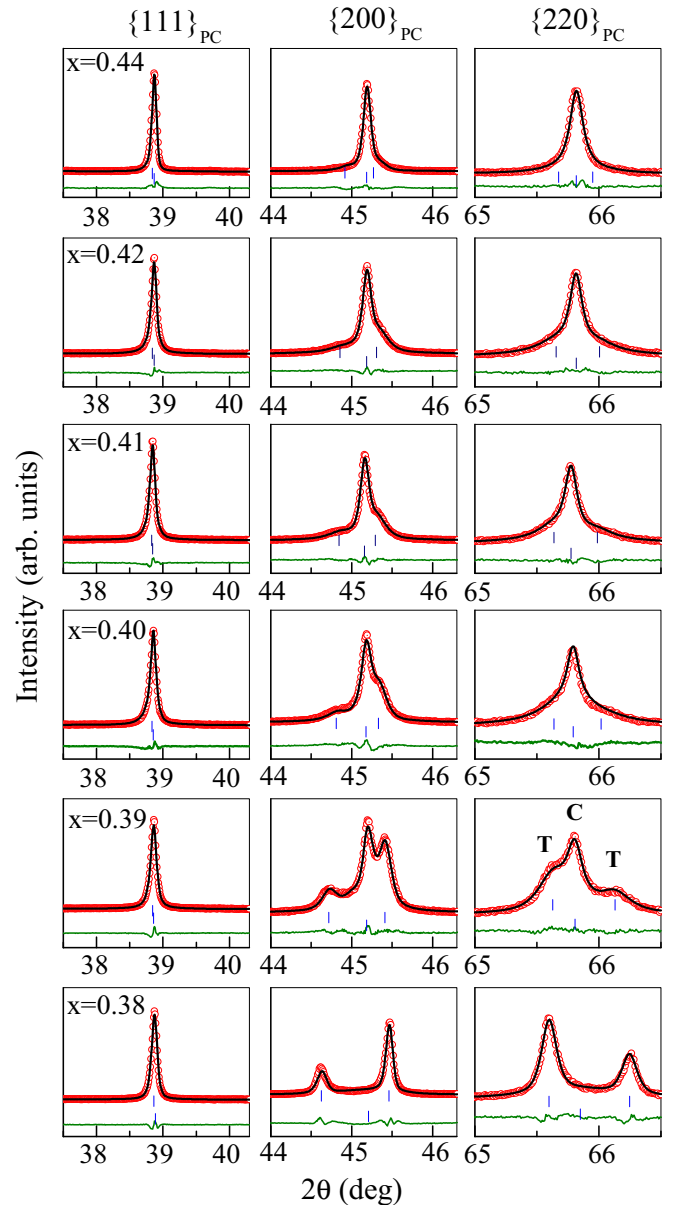 {111}PC {200}PC {220}PC
x=0.44
38 39 40 44 45 46 65 66
x=0.42
38 39 40 44 45 46 65 66
x=0.41
38 39 40 44 45 46 65 66
x=0.40
38 39 40 44 45 46 65 66
x=0.39
T C T
38 39 40 44 45 46 65 66
x=0.38
38 39 40 44 45 46 65 66
Intensity (arb. units)
2θ (deg)